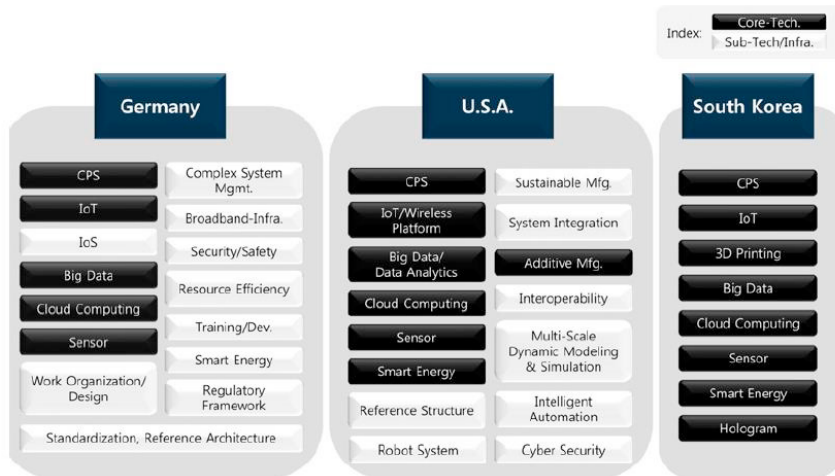 Index:
Core-Tech.
Sub-Tech/Infra.
Germany
CPS
IoT
IoS
Big Data
Cloud Computing
Sensor
Work Organization/
Design
Complex System
Mgmt.
Broadband-Infra.
Security/Safety
Resource Efficiency
Training/Dev.
Smart Energy
Regulatory
Framework
Standardization, Reference Architecture
U.S.A.
CPS
IoT/Wireless
Platform
Big Data/
Data Analytics
Cloud Computing
Sensor
Smart Energy
Reference Structure
Robot System
Sustainable Mfg.
System Integration
Additive Mfg.
Interoperability
Multi-Scale
Dynamic Modeling
& Simulation
Intelligent
Automation
Cyber Security
South Korea
CPS
IoT
3D Printing
Big Data
Cloud Computing
Sensor
Smart Energy
Hologram